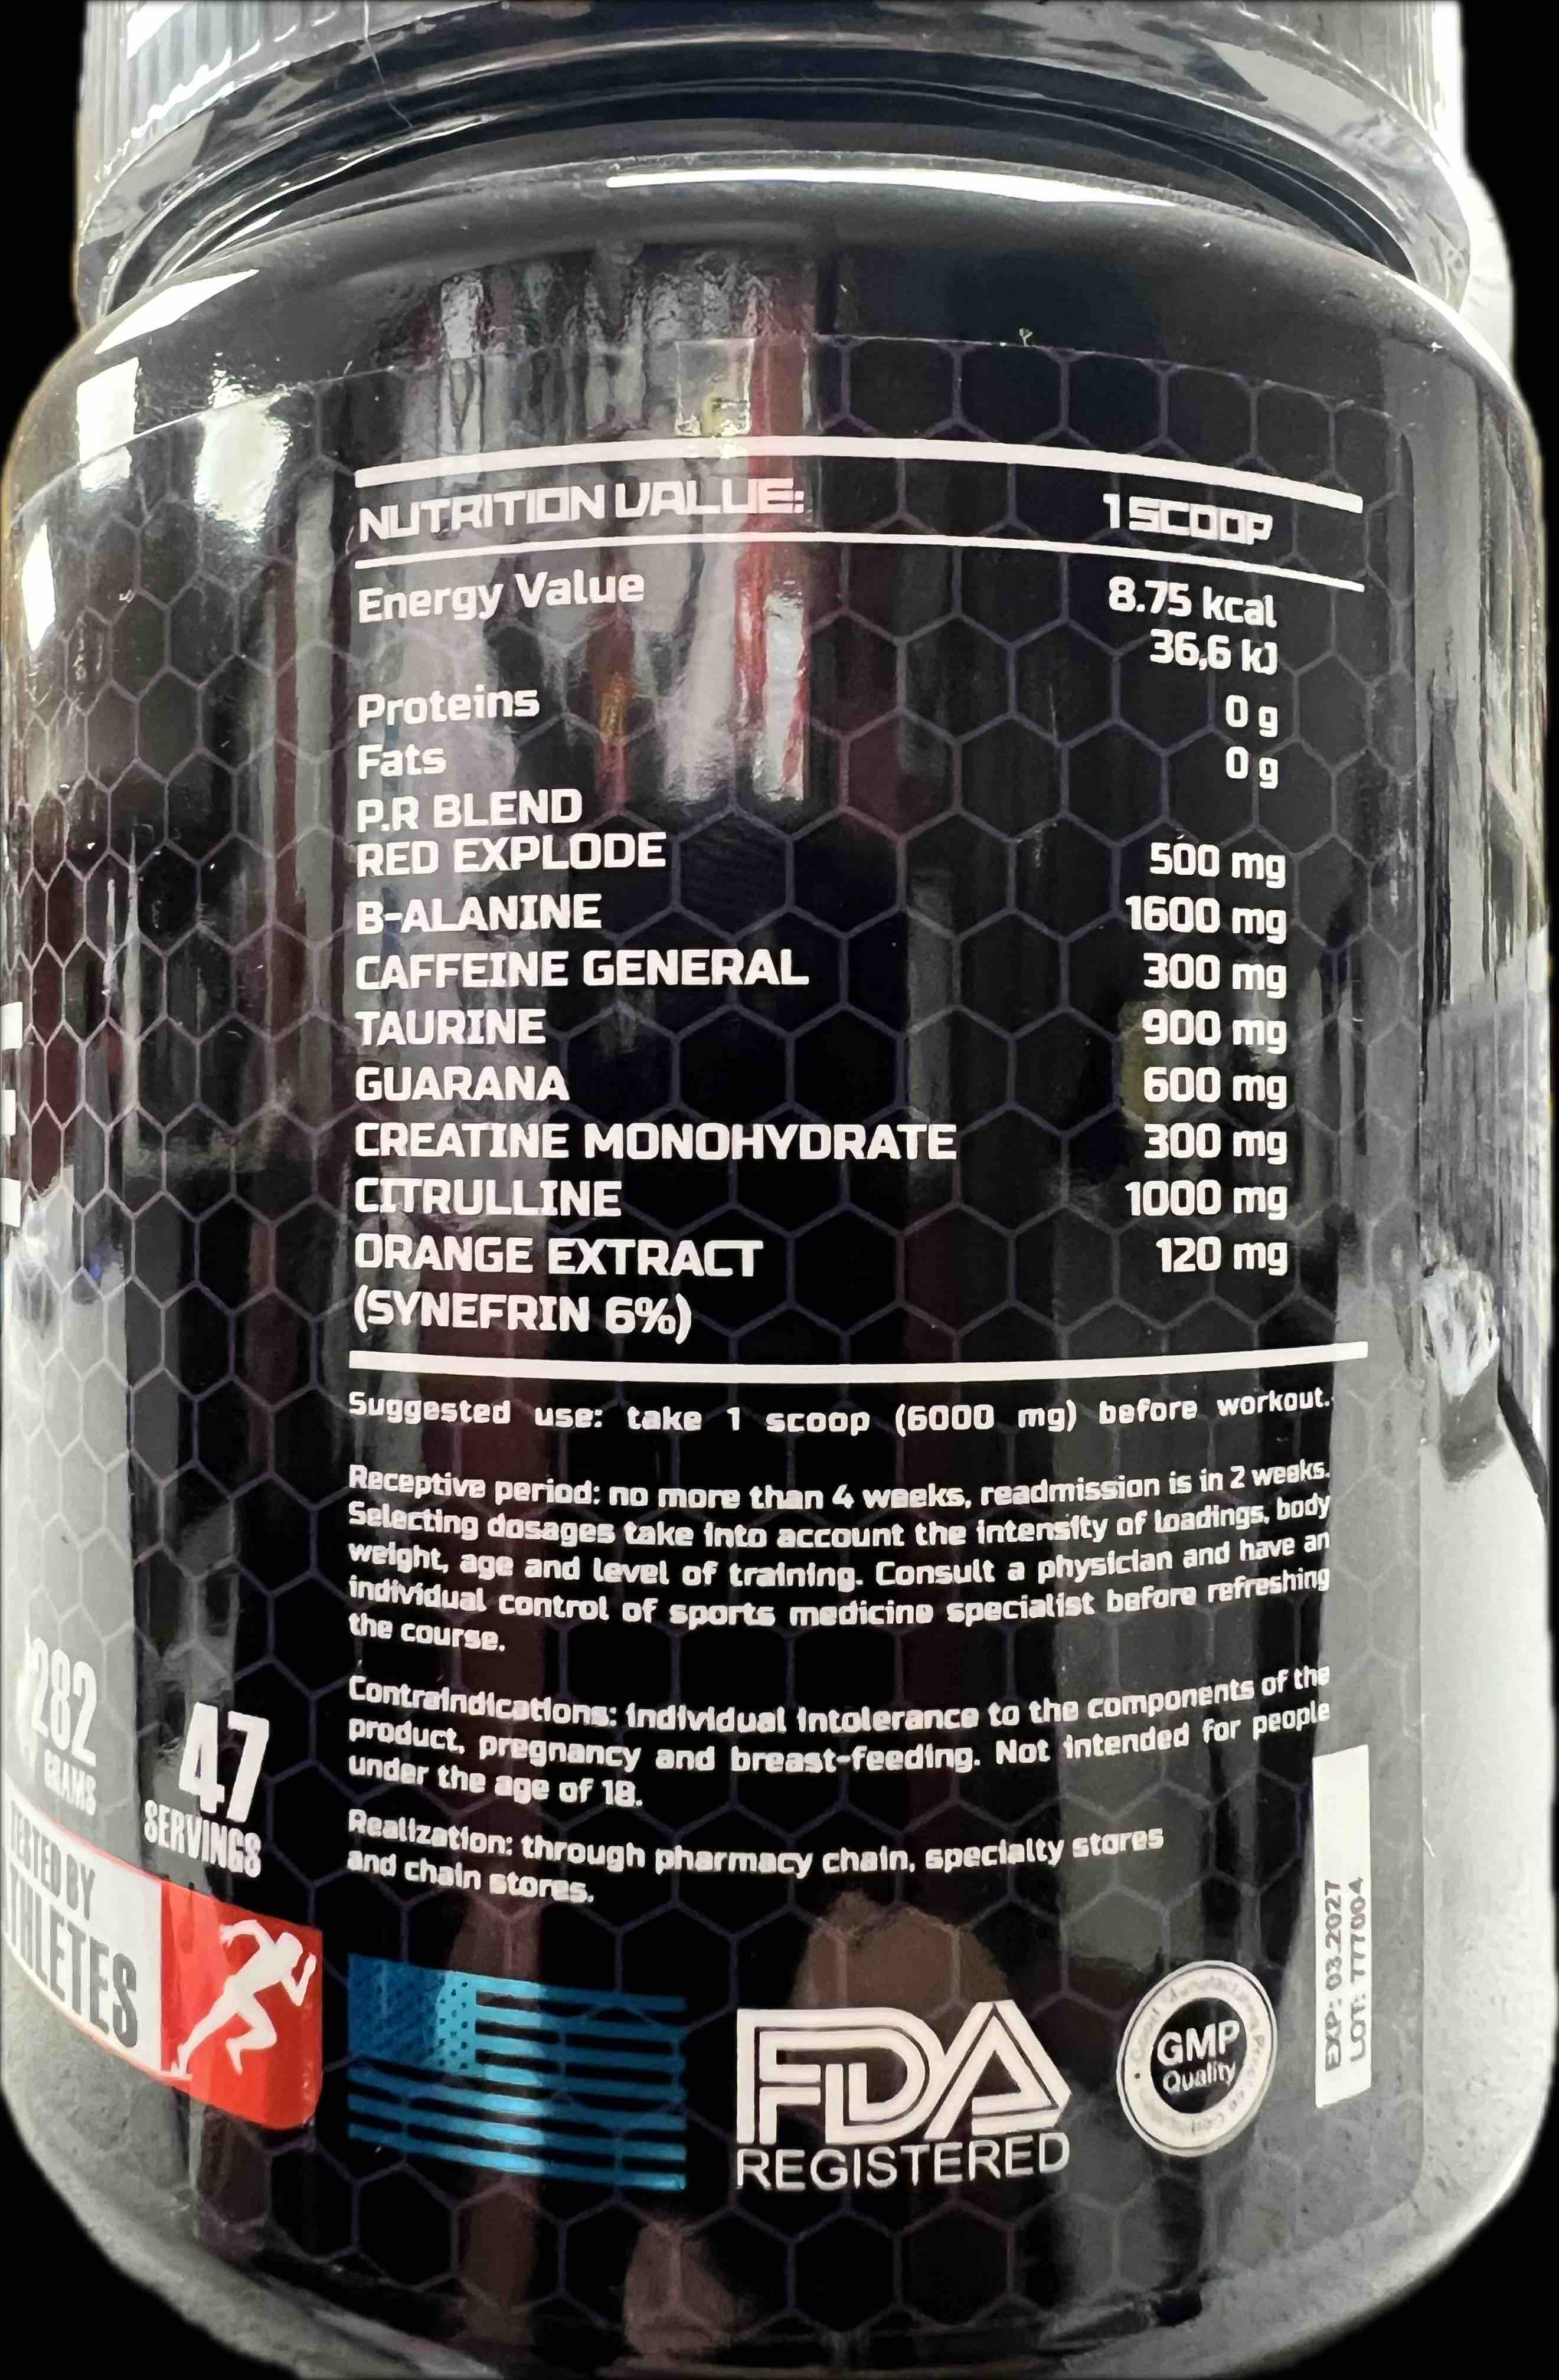 NUTRITION VALUE: 1 SCOOP
Energy Value 8.75 kcal
36,6 kJ
Proteins 0 g
Fats 0 g
P.R BLEND
RED EXPLODE 500 mg
B-ALANINE 1600 mg
CAFFEINE GENERAL 300 mg
TAURINE 900 mg
GUARANA 600 mg
CREATINE MONOHYDRATE 300 mg
CITRULLINE 1000 mg
ORANGE EXTRACT 120 mg
(SYNEFRIN 6%)
Suggested use: take 1 scoop (6000 mg) before workout.
Receptive period: no more than 4 weeks, readmission is in 2 weeks.
Selecting dosages take into account the intensity of loadings, body
weight, age and level of training. Consult a physician and have an
individual control of sports medicine specialist before refreshing
the course.
Contraindications: individual intolerance to the components of the
product, pregnancy and breast-feeding. Not intended for people
under the age of 18.
Realization: through pharmacy chain, specialty stores
and chain stores.
282
GRAMS
47
SERVINGS
TESTED BY
THLETES
FDA
REGISTERED
GMP
Quality
EXP: 03.2027
LOT: 777004